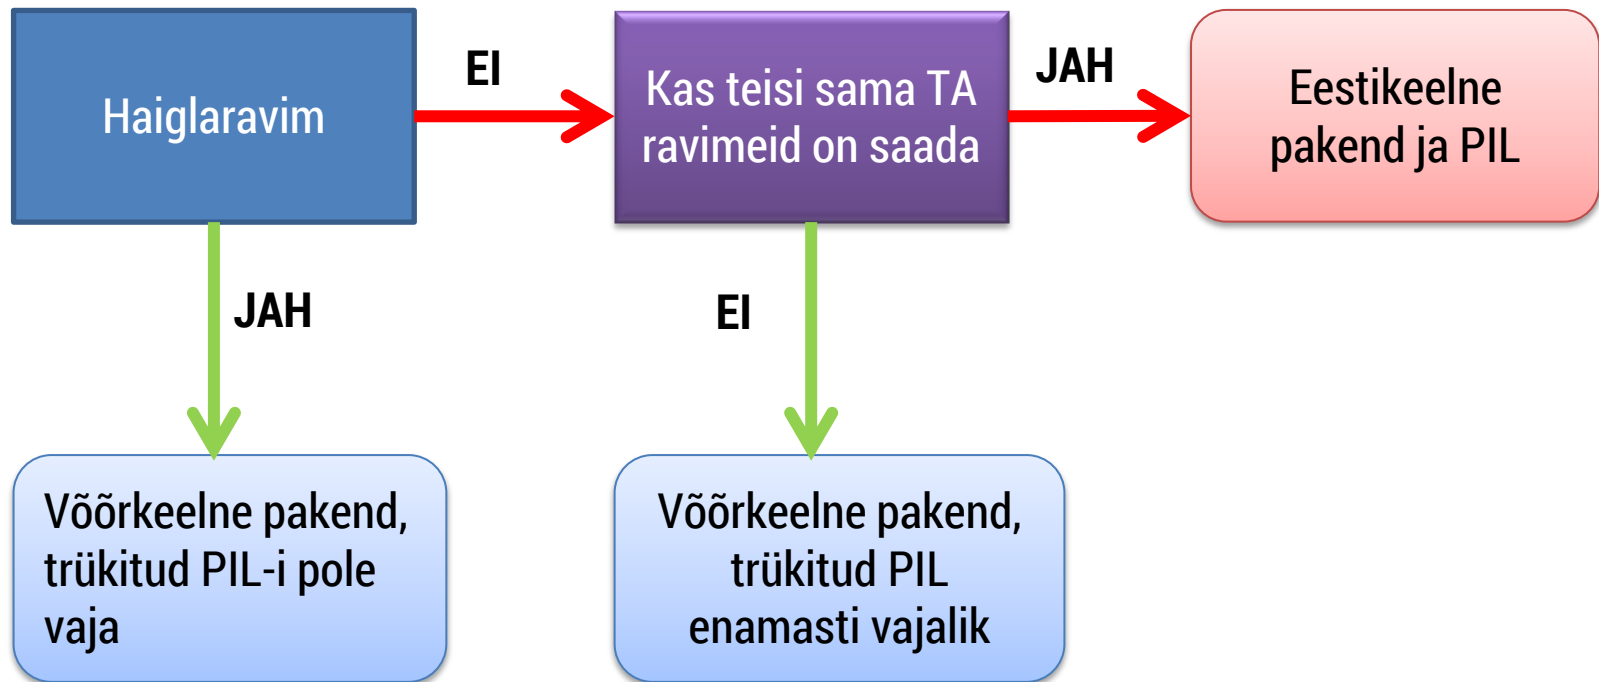 Haiglaravim
EI
Kas teisi sama TA
ravimeid on saada
JAH
Eestikeelne
pakend ja PIL
JAH
EI
Võõrkeelne pakend,
trükitud PIL-i pole
vaja
Võõrkeelne pakend,
trükitud PIL
enamasti vajalik